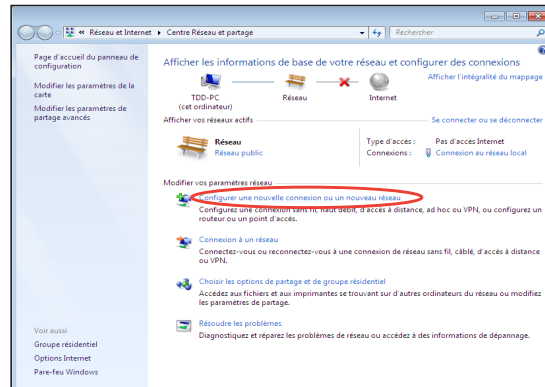 « Réseau et Internet ▸ Centre Réseau et partage
Rechercher
Page d'accueil du panneau de
configuration
Modifier les paramètres de la
carte
Modifier les paramètres de
partage avancés
Afficher les informations de base de votre réseau et configurer des connexions
Afficher l'intégralité du mappage
TDD-PC
(cet ordinateur)
Réseau
Internet
Afficher vos réseaux actifs
Se connecter ou se déconnecter
Réseau
Réseau public
Type d'accès : Pas d'accès Internet
Connexions : Connexion au réseau local
Modifier vos paramètres réseau
Configurer une nouvelle connexion ou un nouveau réseau
Configurez une connexion sans fil, haut débit, d'accès à distance, ad hoc ou VPN, ou configurez un
routeur ou un point d'accès.
Connexion à un réseau
Connectez-vous ou reconnectez-vous à une connexion de réseau sans fil, câblé, d'accès à distance
ou VPN.
Choisir les options de partage et de groupe résidentiel
Accédez aux fichiers et aux imprimantes se trouvant sur d'autres ordinateurs du réseau ou modifiez
les paramètres de partage.
Résoudre les problèmes
Diagnostiquez et réparez les problèmes de réseau ou accédez à des informations de dépannage.
Voir aussi
Groupe résidentiel
Options Internet
Pare-feu Windows